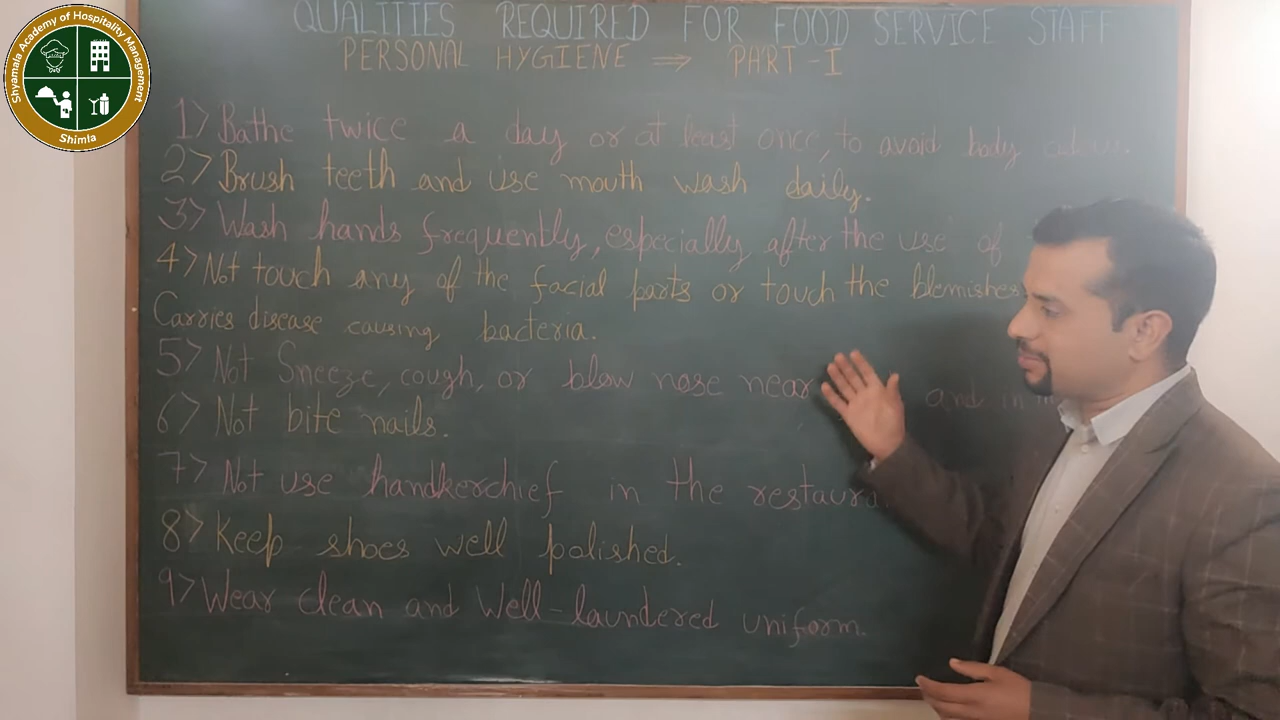 Shyamala Academy of Hospitality Management
Shimla
QUALITIES REQUIRED FOR FOOD SERVICE STAFF
PERSONAL HYGIENE ⇒ PART-I
1> Bathe twice a day or at least once, to avoid body odour.
2> Brush teeth and use mouth wash daily.
3> Wash hands frequently, especially after the use of
4> Not touch any of the facial parts or touch the blemishes
Carries disease causing bacteria.
5> Not Sneeze, cough, or blow nose near and in
6> Not bite nails.
7> Not use handkerchief in the
8> Keep shoes well polished.
9> Wear clean and Well-laundered uniform.